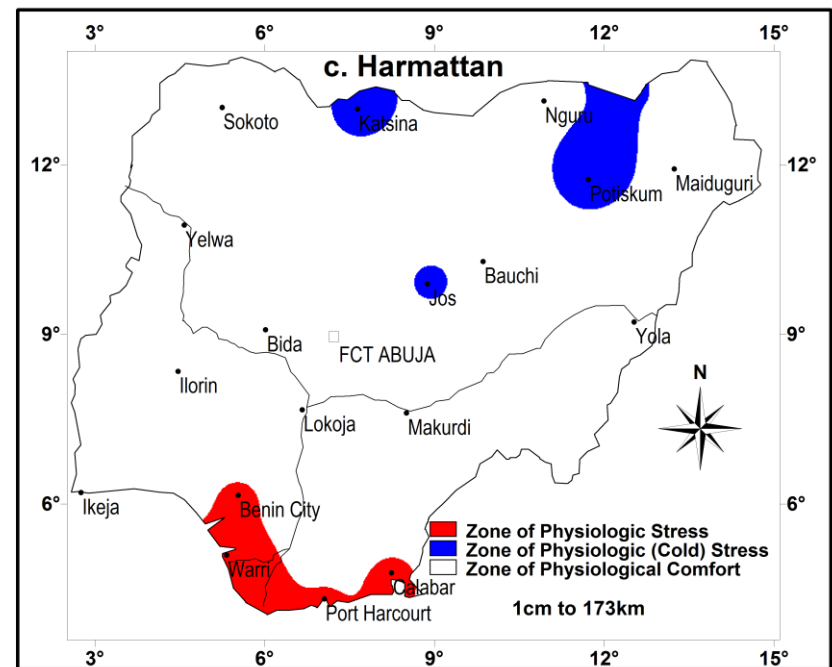 3° 6° 9° 12° 15°
c. Harmattan
Sokoto
Katsina
Nguru
12° 12°
Potiskum
Maiduguri
Yelwa
Bauchi
Jos
9° 9°
Bida
Yola
FCT ABUJA
Ilorin
N
Lokoja
Makurdi
6° 6°
Ikeja
Benin City
Zone of Physiologic Stress
Zone of Physiologic (Cold) Stress
Zone of Physiological Comfort
Warri
Calabar
Port Harcourt
1cm to 173km
3° 6° 9° 12° 15°